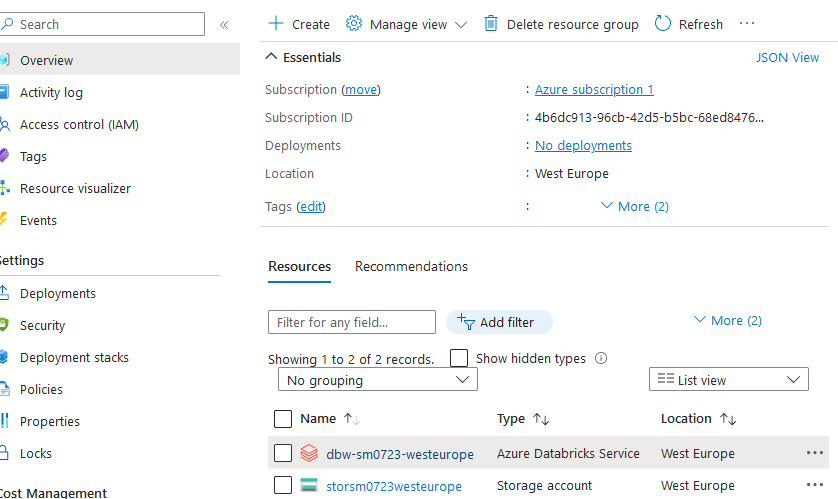 Search
«
Overview
Activity log
Access control (IAM)
Tags
Resource visualizer
Events
Settings
Deployments
Security
Deployment stacks
Policies
Properties
Locks
Cost Management
Create Manage view Delete resource group Refresh ...
Essentials JSON View
Subscription (move) : Azure subscription 1
Subscription ID : 4b6dc913-96cb-42d5-b5bc-68ed8476...
Deployments : No deployments
Location : West Europe
Tags (edit) : More (2)
Resources Recommendations
Filter for any field... Add filter More (2)
Showing 1 to 2 of 2 records. Show hidden types
No grouping List view
Name Type Location
dbw-sm0723-westeurope Azure Databricks Service West Europe ...
storsm0723westeurope Storage account West Europe ...